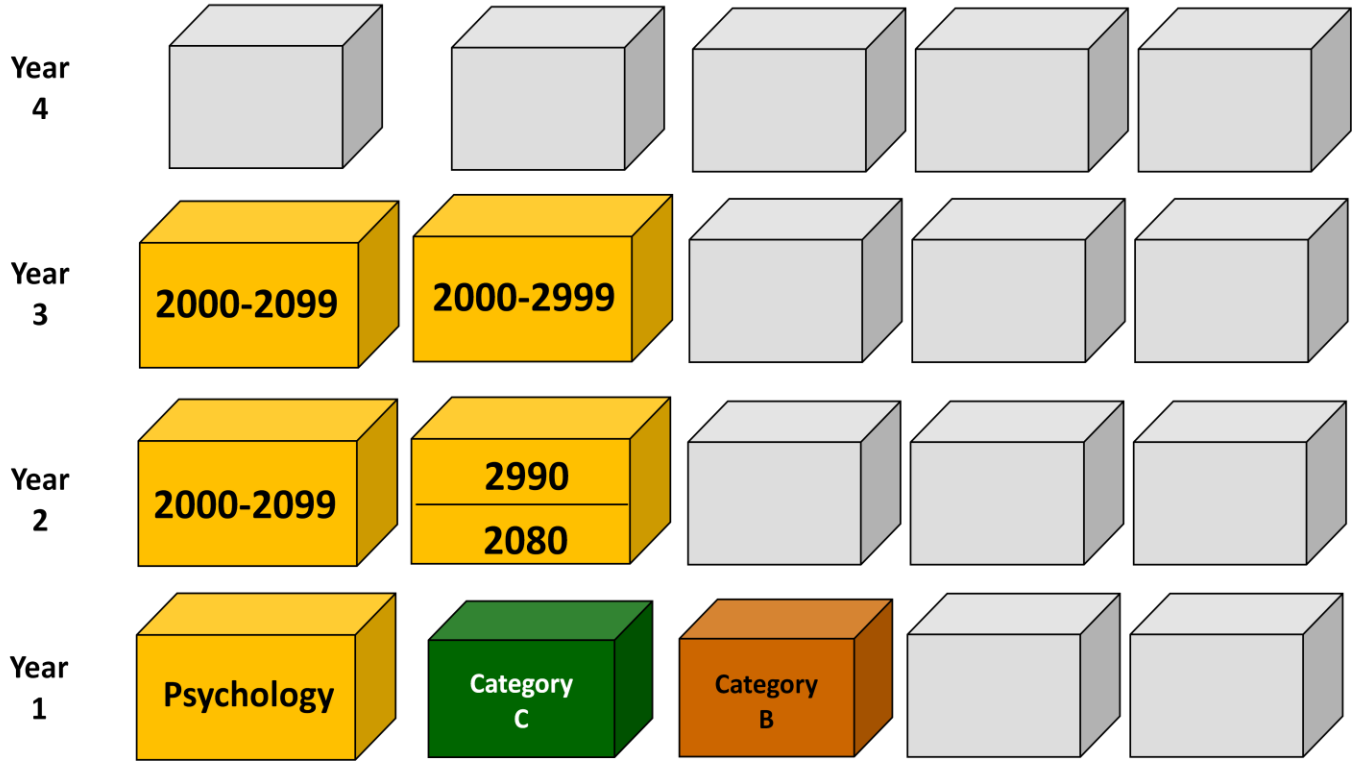 Year
4
Year
3
2000-2099
2000-2999
Year
2
2000-2099
2990
2080
Year
1
Psychology
Category
C
Category
B